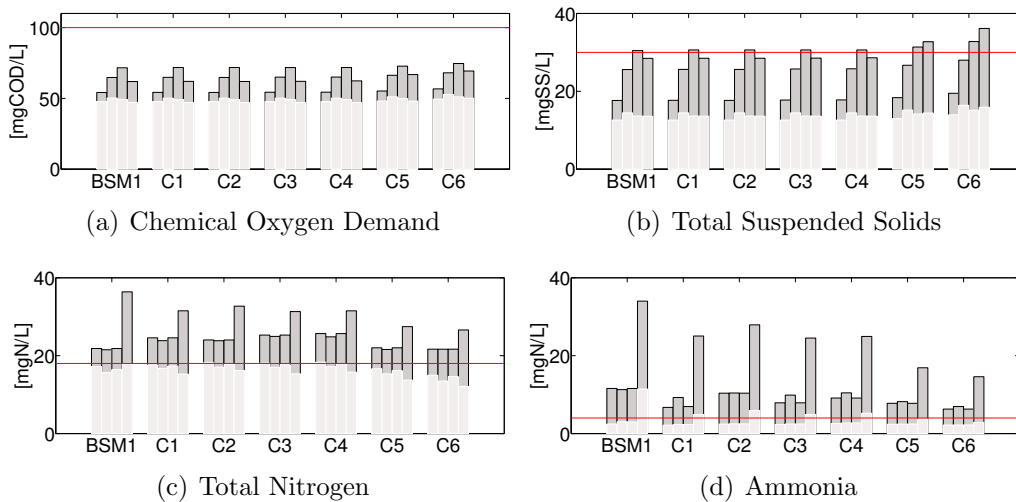 100
50
0
[mgCOD/L]
BSM1 C1 C2 C3 C4 C5 C6
(a) Chemical Oxygen Demand
40
20
0
[mgSS/L]
BSM1 C1 C2 C3 C4 C5 C6
(b) Total Suspended Solids
40
20
0
[mgN/L]
BSM1 C1 C2 C3 C4 C5 C6
(c) Total Nitrogen
40
20
0
[mgN/L]
BSM1 C1 C2 C3 C4 C5 C6
(d) Ammonia